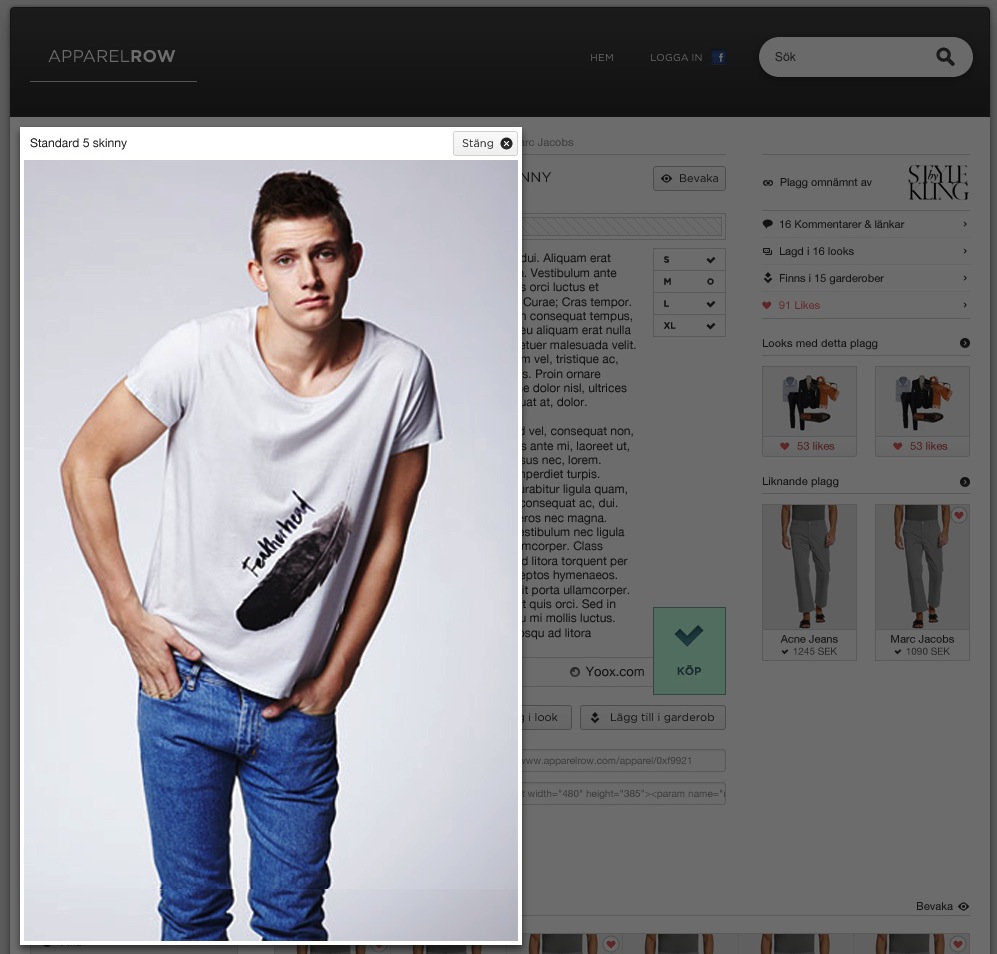 APPARELROW
HEM
LOGGA IN
Sök
Standard 5 skinny
Stäng
arc Jacobs
NNY
Bevaka
dui. Aliquam erat
Vestibulum ante
s orci luctus et
Curae; Cras tempor.
n consequat tempus,
eu aliquam erat nulla
etuer malesuada velit.
m vel, tristique ac,
s. Proin ornare
e dolor nisl, ultrices
uat at, dolor.
d vel, consequat non,
s ante mi, laoreet ut,
sus nec, lorem.
mperdiet turpis.
urabitur ligula quam,
consequat ac, dui.
eros nec magna.
estibulum nec ligula
mcorper. Class
d litora torquent per
eptos hymenaeos.
it porta ullamcorper.
t quis orci. Sed in
u mi mollis luctus.
osqu ad litora
S
M
L
XL
Yoox.com
KÖP
g i look
Lägg till i garderob
www.apparelrow.com/apparel/0xf9921
t width="480" height="385"><param name="
Plagg omnämnt av
STYLE by KLING
16 Kommentarer & länkar
Lagd i 16 looks
Finns i 15 garderober
91 Likes
Looks med detta plagg
53 likes
53 likes
Liknande plagg
Acne Jeans
1245 SEK
Marc Jacobs
1090 SEK
Bevaka
Featherhead